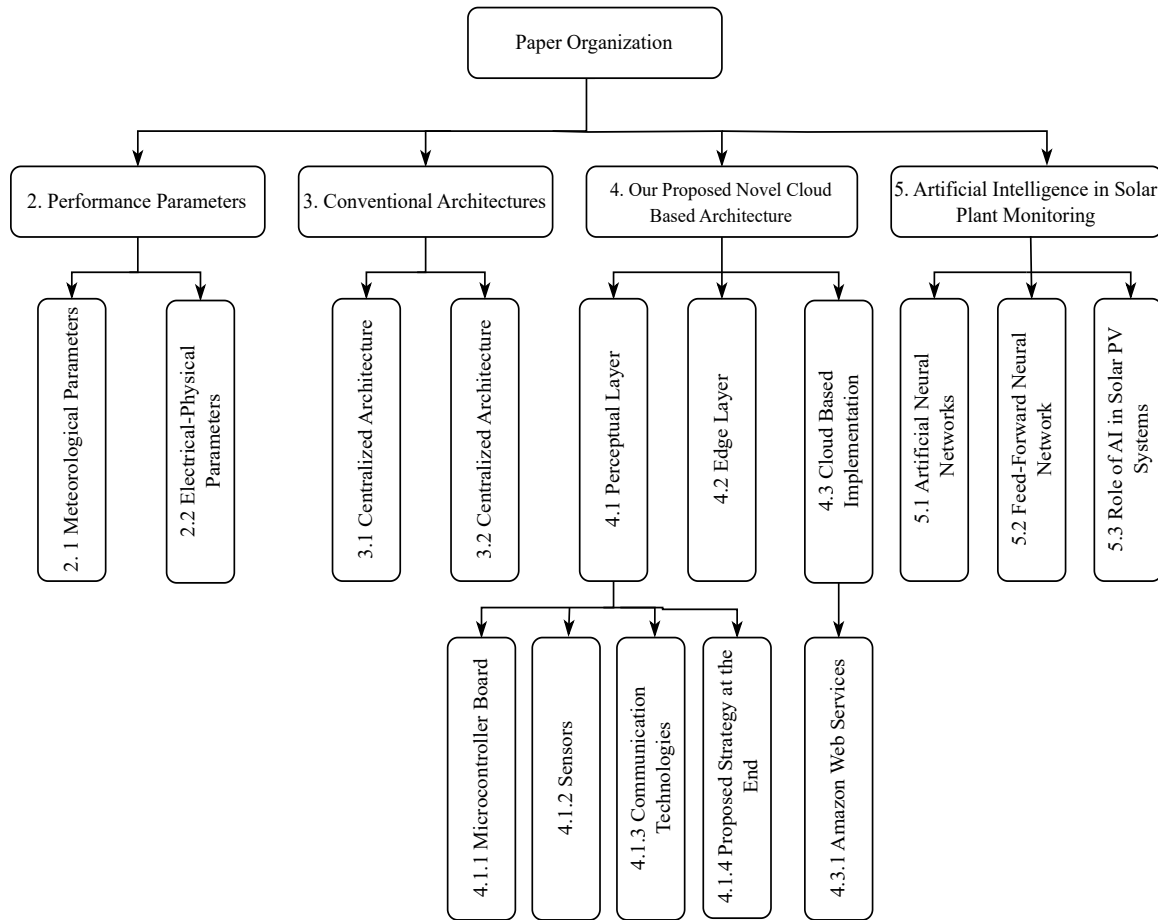 Paper Organization
2. Performance Parameters
3. Conventional Architectures
4. Our Proposed Novel Cloud
Based Architecture
5. Artificial Intelligence in Solar
Plant Monitoring
2. 1 Meteorological Parameters
2.2 Electrical-Physical
Parameters
3.1 Centralized Architecture
3.2 Centralized Architecture
4.1 Perceptual Layer
4.2 Edge Layer
4.3 Cloud Based
Implementation
5.1 Artificial Neural
Networks
5.2 Feed-Forward Neural
Network
5.3 Role of AI in Solar PV
Systems
4.1.1 Microcontroller Board
4.1.2 Sensors
4.1.3 Communication
Technologies
4.1.4 Proposed Strategy at the
End
4.3.1 Amazon Web Services